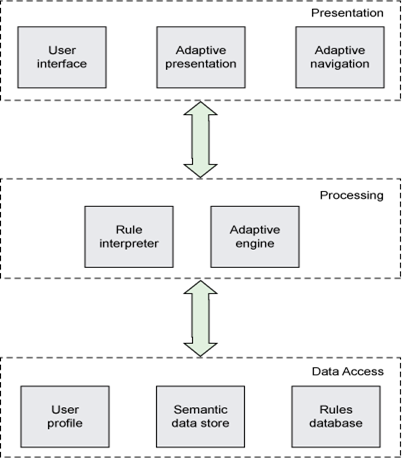 Presentation
User
interface
Adaptive
presentation
Adaptive
navigation
Processing
Rule
interpreter
Adaptive
engine
Data Access
User
profile
Semantic
data store
Rules
database